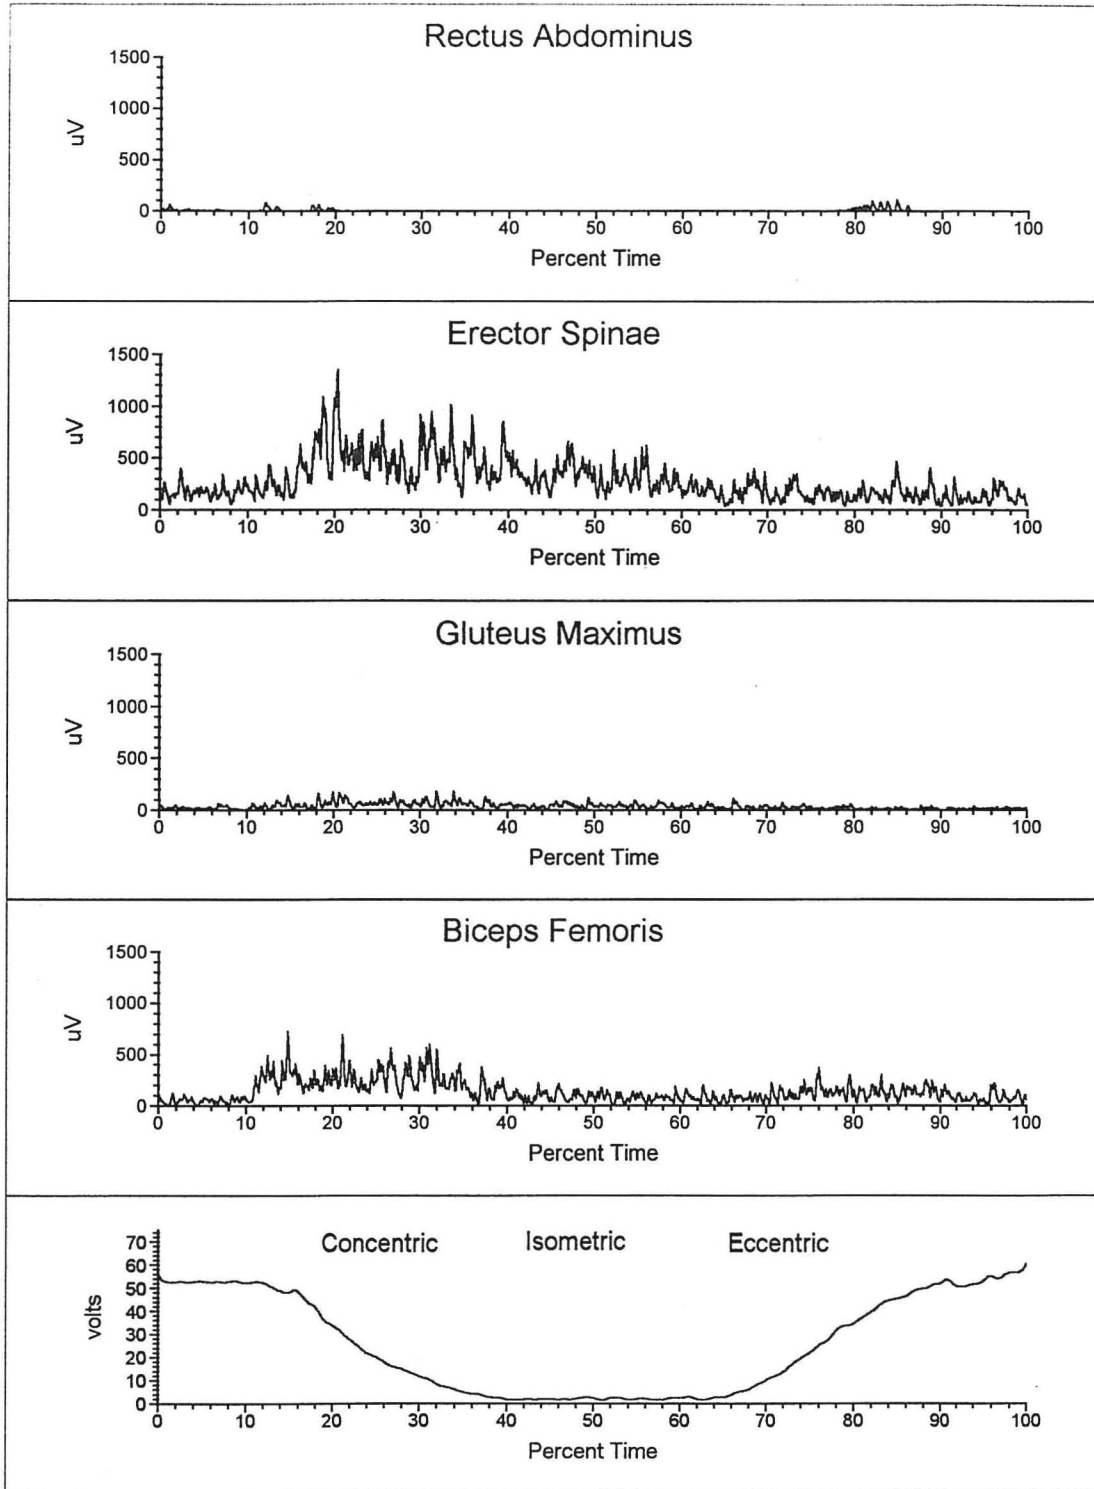 Rectus Abdominus
1500
1000
500
0
uV
0 10 20 30 40 50 60 70 80 90 100
Percent Time
Erector Spinae
1500
1000
500
0
uV
0 10 20 30 40 50 60 70 80 90 100
Percent Time
Gluteus Maximus
1500
1000
500
0
uV
0 10 20 30 40 50 60 70 80 90 100
Percent Time
Biceps Femoris
1500
1000
500
0
uV
0 10 20 30 40 50 60 70 80 90 100
Percent Time
Concentric Isometric Eccentric
70
60
50
40
30
20
10
0
volts
0 10 20 30 40 50 60 70 80 90 100
Percent Time